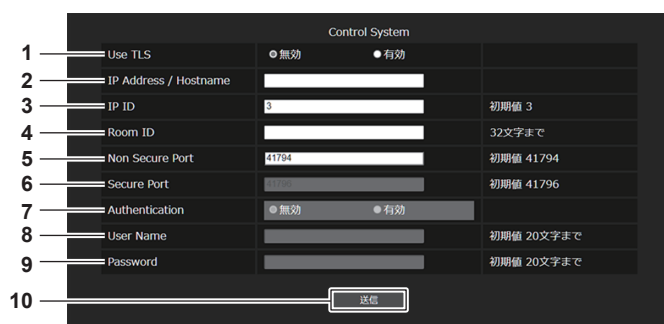 Control System
1 Use TLS 無効 有効
2 IP Address / Hostname
3 IP ID 3 初期値 3
4 Room ID 32文字まで
5 Non Secure Port 41794 初期値 41794
6 Secure Port 41796 初期値 41796
7 Authentication 無効 有効
8 User Name 初期値 20文字まで
9 Password 初期値 20文字まで
10 送信